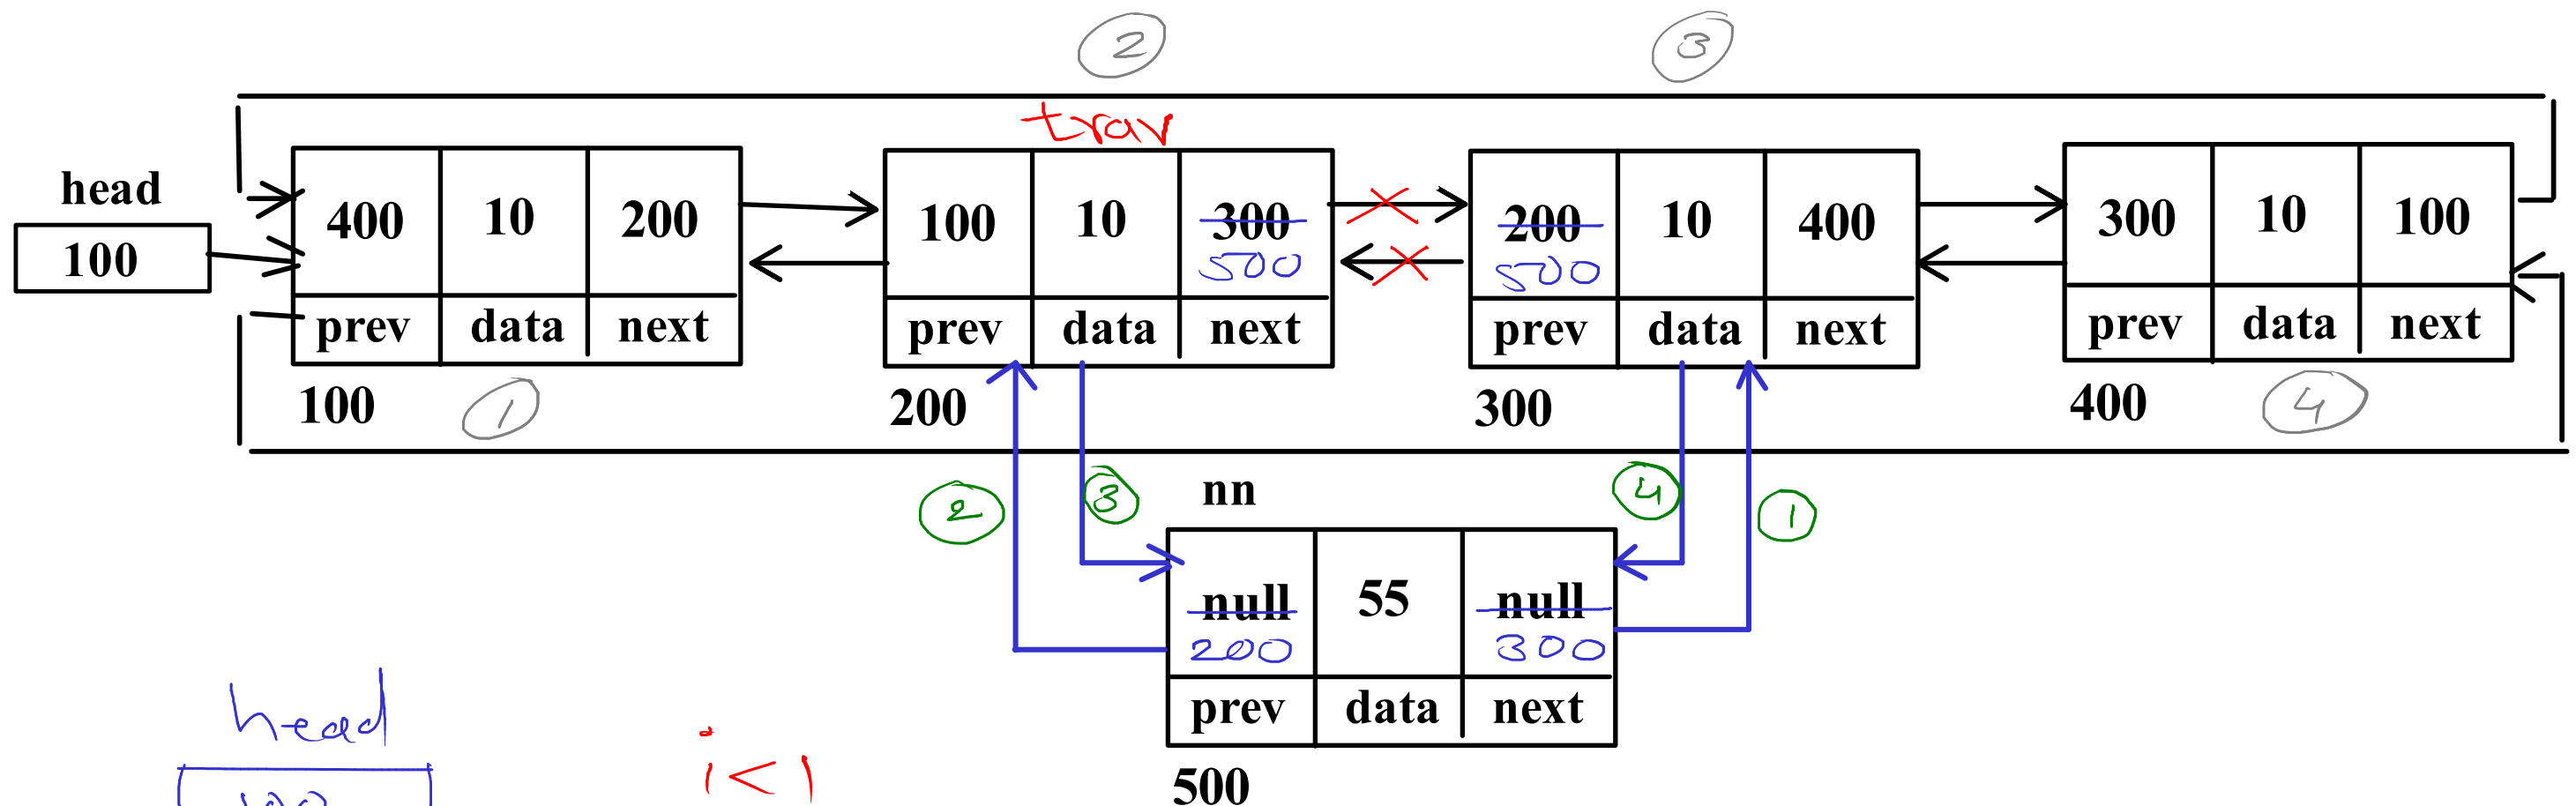 ② ③
trav
head
400 10 200 100 10 300 200 10 400 300 10 100
100 500 500
prev data next prev data next prev data next prev data next
100 ① 200 300 400 ④
nn
② ③ ④ ①
null 55 null
200 300
prev data next
head
i<1
500